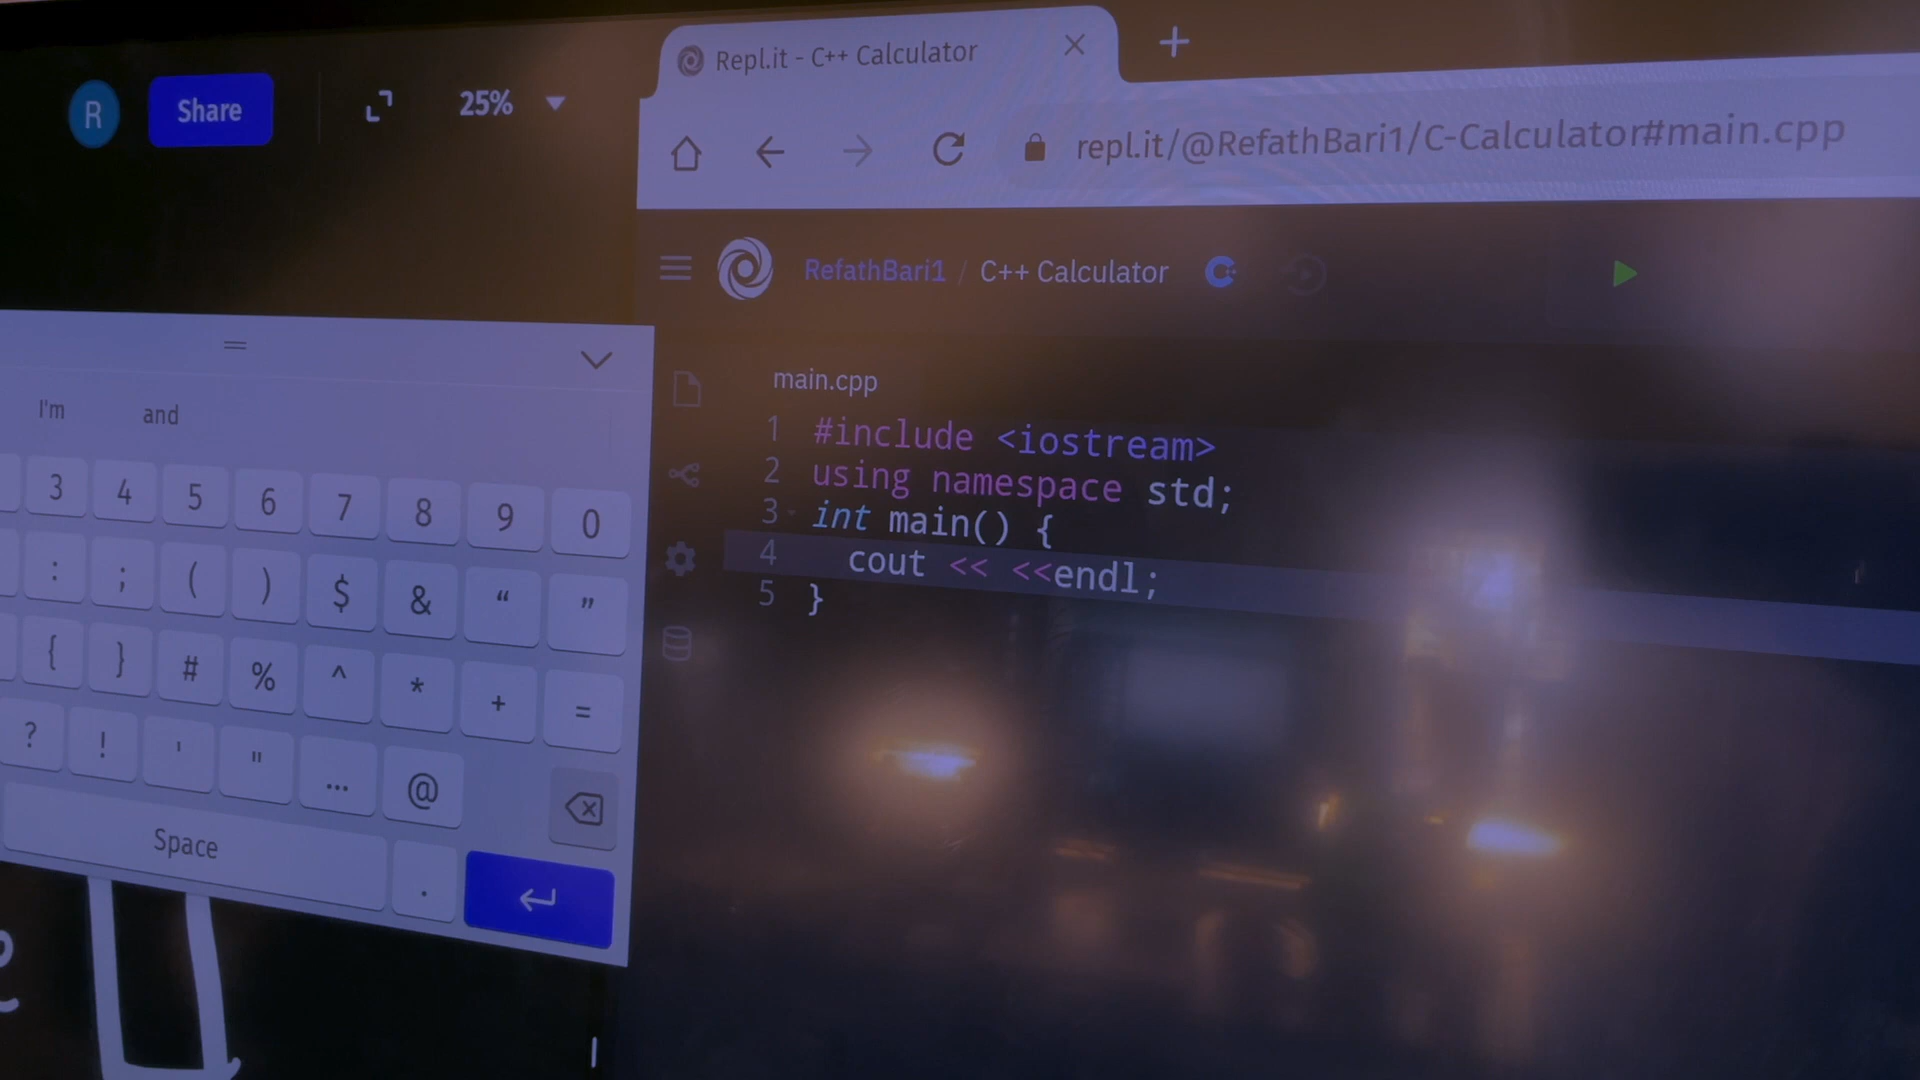 R
Share
25%
Repl.it - C++ Calculator
repl.it/@RefathBari1/C-Calculator#main.cpp
RefathBari1 / C++ Calculator
main.cpp
1 #include <iostream>
2 using namespace std;
3 int main() {
4 cout << <<endl;
5 }
I'm and
3 4 5 6 7 8 9 0
: ; ( ) $ & “ ”
{ } # % ^ * + =
? ! ' " ... @
Space .